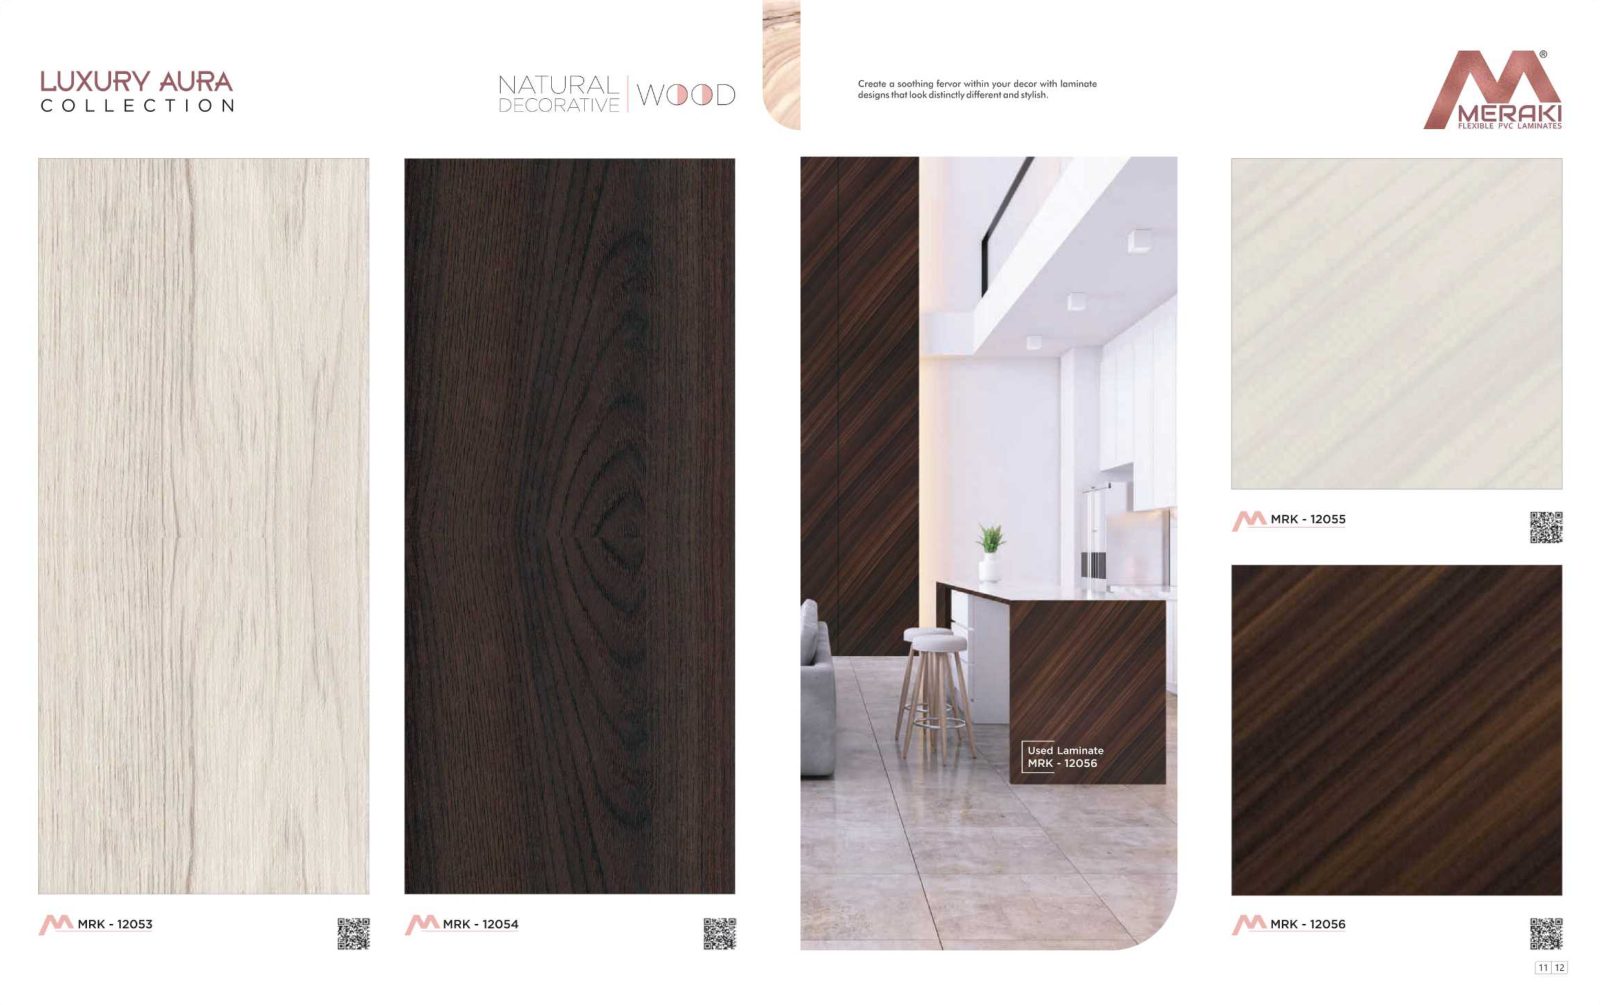 LUXURY AURA
COLLECTION
NATURAL
DECORATIVE
WOOD
Create a soothing fervor within your decor with laminate
designs that look distinctly different and stylish.
®
MERAKI
FLEXIBLE PVC LAMINATES
MRK - 12053
MRK - 12054
Used Laminate
MRK - 12056
MRK - 12055
MRK - 12056
11 12